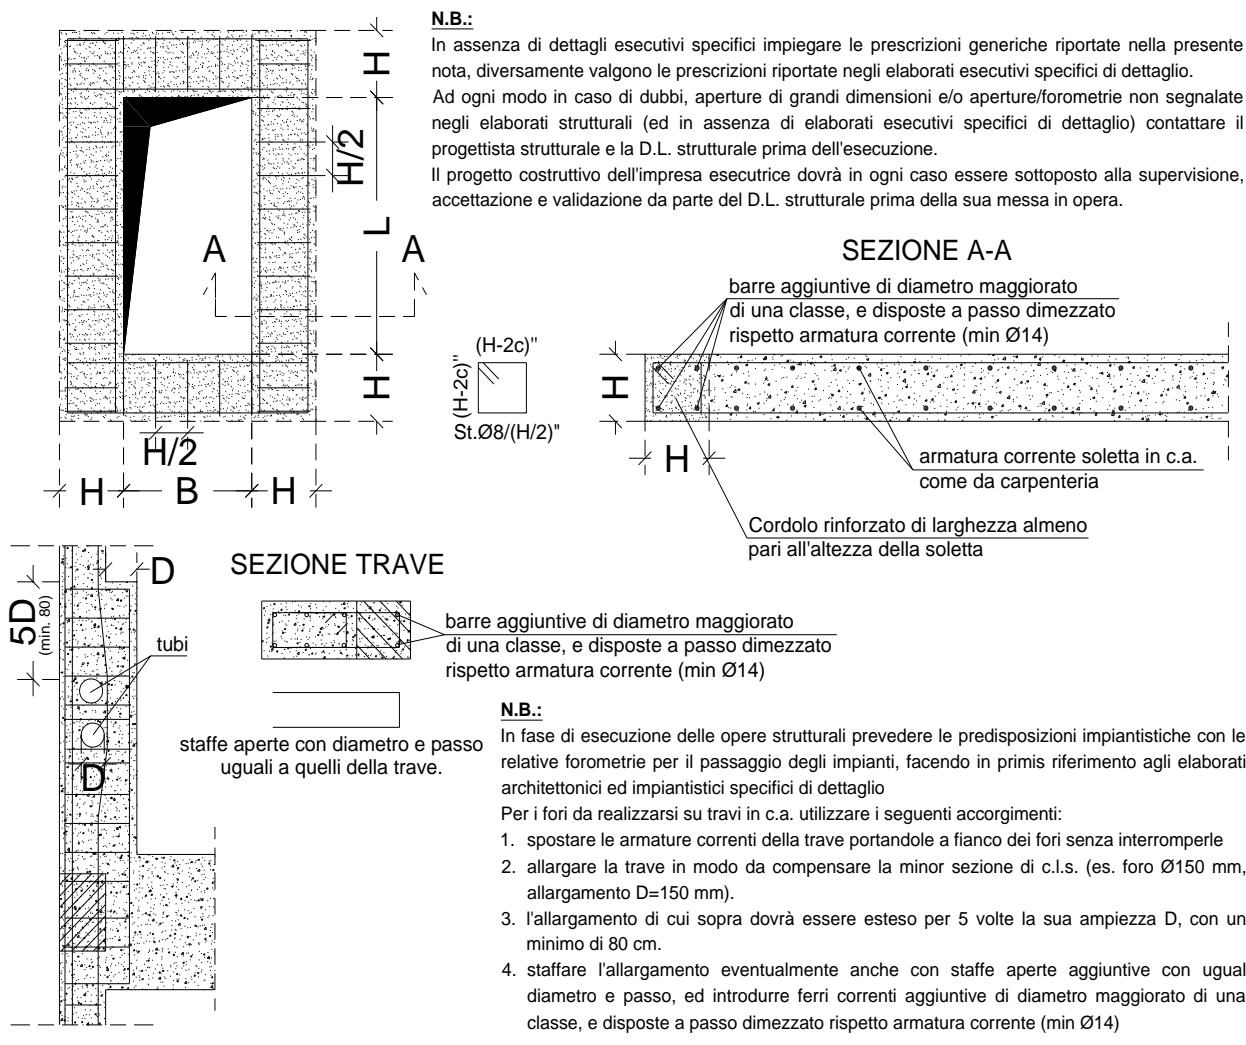 N.B.:
In assenza di dettagli esecutivi specifici impiegare le prescrizioni generiche riportate nella presente
nota, diversamente valgono le prescrizioni riportate negli elaborati esecutivi specifici di dettaglio.
Ad ogni modo in caso di dubbi, aperture di grandi dimensioni e/o aperture/forometrie non segnalate
negli elaborati strutturali (ed in assenza di elaborati esecutivi specifici di dettaglio) contattare il
progettista strutturale e la D.L. strutturale prima dell'esecuzione.
Il progetto costruttivo dell'impresa esecutrice dovrà in ogni caso essere sottoposto alla supervisione,
accettazione e validazione da parte del D.L. strutturale prima della sua messa in opera.
H
H/2
L
A
A
H
H/2
H
B
H
SEZIONE A-A
barre aggiuntive di diametro maggiorato
di una classe, e disposte a passo dimezzato
rispetto armatura corrente (min Ø14)
(H-2c)"
(H-2c)"
St.Ø8/(H/2)"
H
H
armatura corrente soletta in c.a.
come da carpenteria
Cordolo rinforzato di larghezza almeno
pari all'altezza della soletta
D
5D
(min. 80)
tubi
D
SEZIONE TRAVE
barre aggiuntive di diametro maggiorato
di una classe, e disposte a passo dimezzato
rispetto armatura corrente (min Ø14)
staffe aperte con diametro e passo
uguali a quelli della trave.
N.B.:
In fase di esecuzione delle opere strutturali prevedere le predisposizioni impiantistiche con le
relative forometrie per il passaggio degli impianti, facendo in primis riferimento agli elaborati
architettonici ed impiantistici specifici di dettaglio
Per i fori da realizzarsi su travi in c.a. utilizzare i seguenti accorgimenti:
1. spostare le armature correnti della trave portandole a fianco dei fori senza interromperle
2. allargare la trave in modo da compensare la minor sezione di c.l.s. (es. foro Ø150 mm,
allargamento D=150 mm).
3. l'allargamento di cui sopra dovrà essere esteso per 5 volte la sua ampiezza D, con un
minimo di 80 cm.
4. staffare l'allargamento eventualmente anche con staffe aperte aggiuntive con ugual
diametro e passo, ed introdurre ferri correnti aggiuntive di diametro maggiorato di una
classe, e disposte a passo dimezzato rispetto armatura corrente (min Ø14)